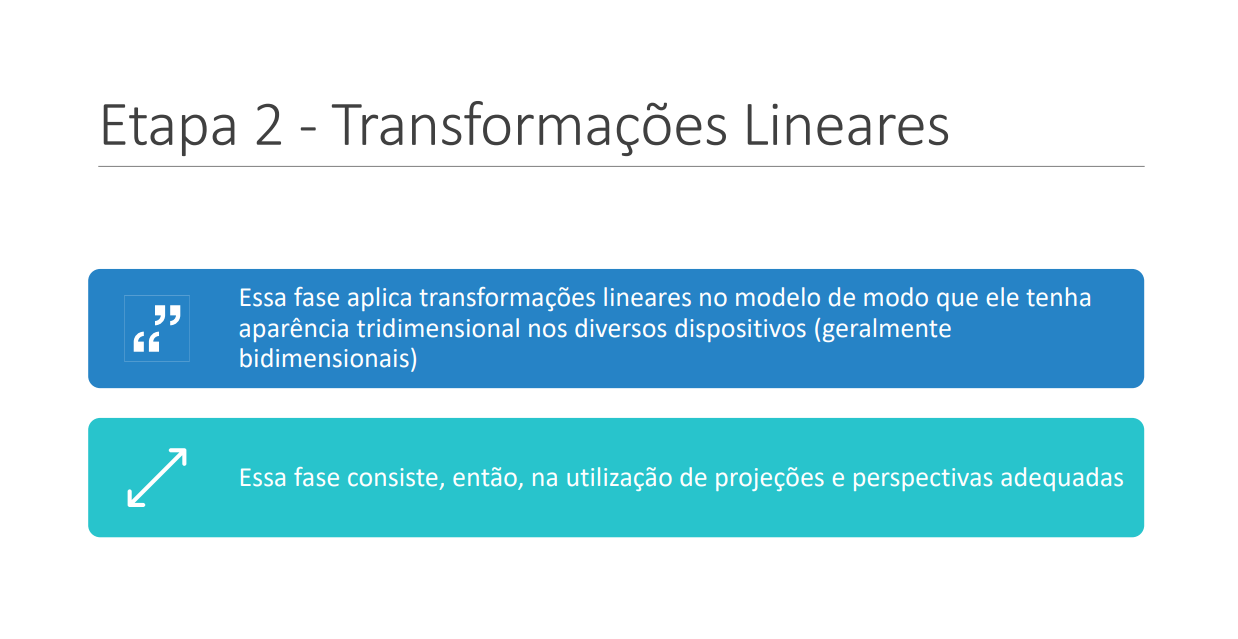 Etapa 2 - Transformações Lineares
Essa fase aplica transformações lineares no modelo de modo que ele tenha
aparência tridimensional nos diversos dispositivos (geralmente
bidimensionais)
Essa fase consiste, então, na utilização de projeções e perspectivas adequadas